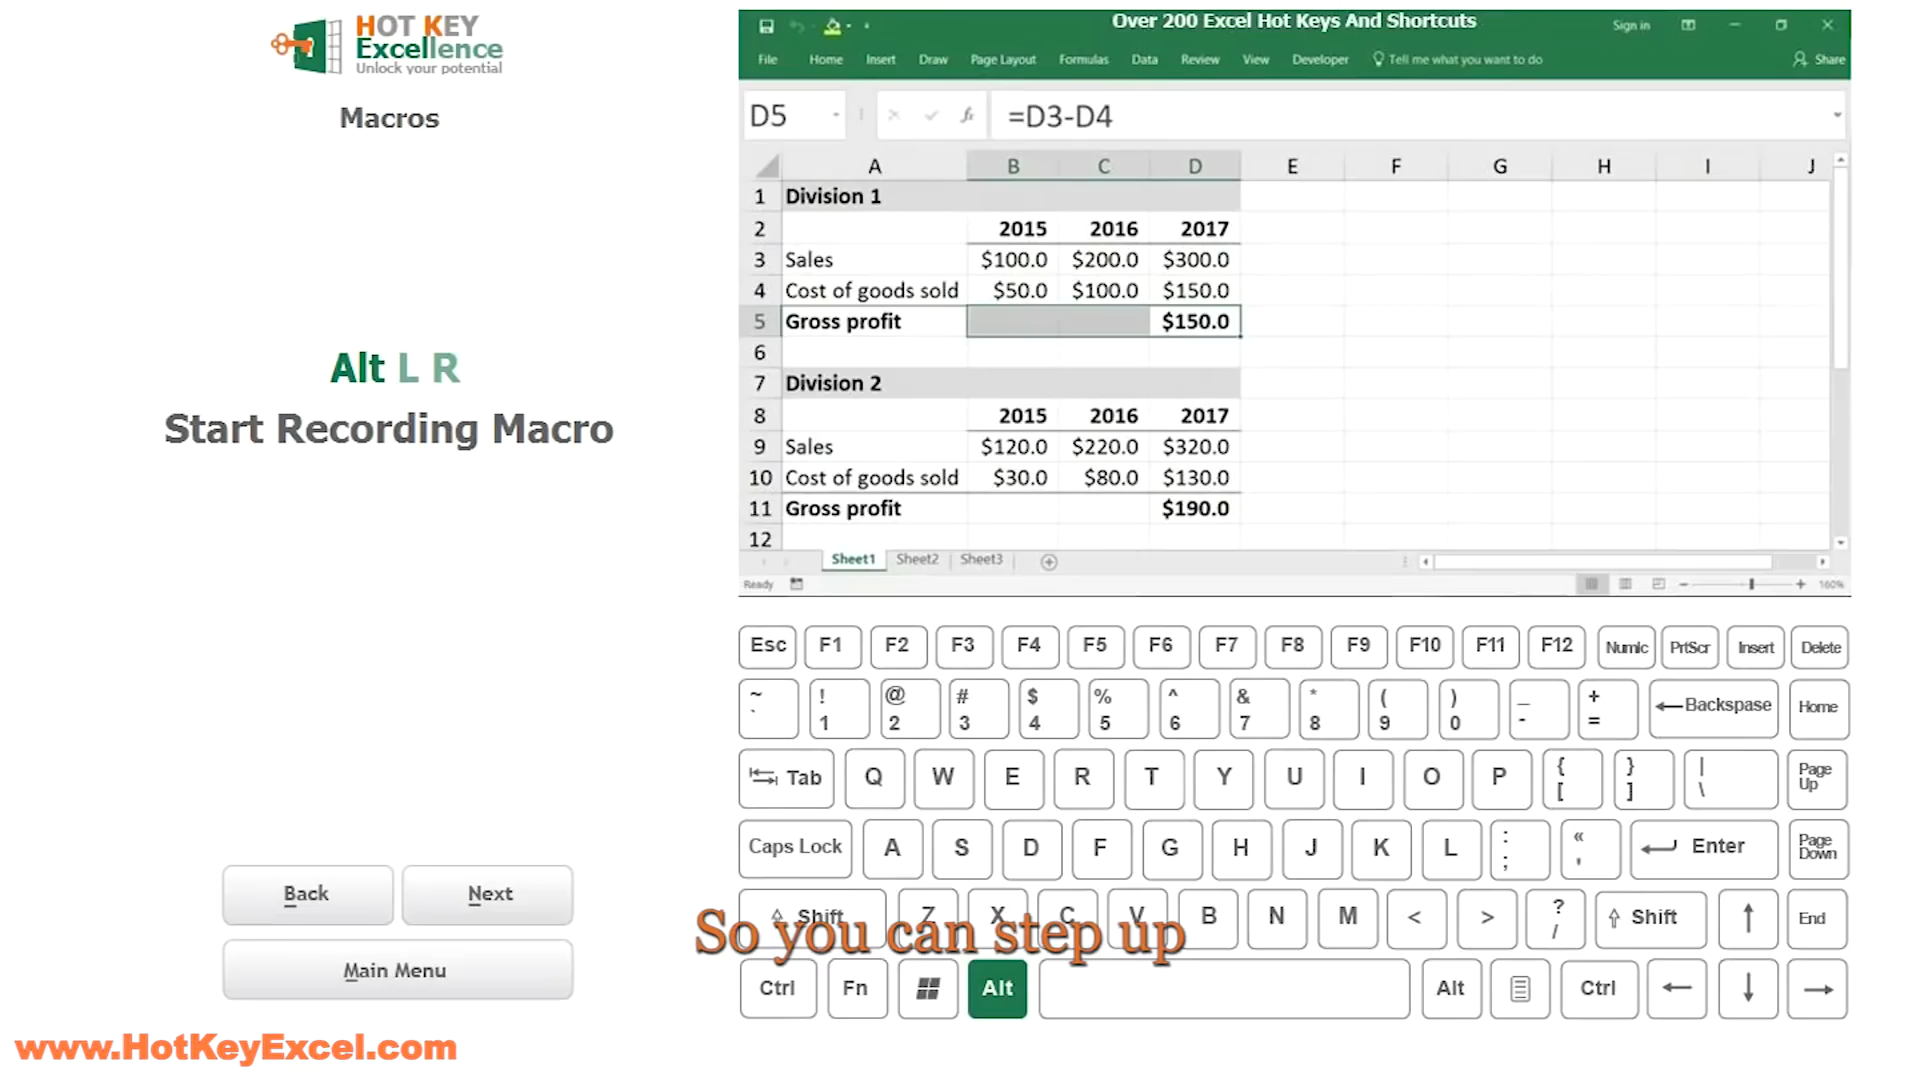 HOT KEY
Excellence
Unlock your potential
Macros
Alt L R
Start Recording Macro
Back
Next
Main Menu
www.HotKeyExcel.com
Over 200 Excel Hot Keys And Shortcuts
Sign in
File Home Insert Draw Page Layout Formulas Data Review View Developer Tell me what you want to do Share
D5 fx =D3-D4
A B C D E F G H I J
1 Division 1
2 2015 2016 2017
3 Sales $100.0 $200.0 $300.0
4 Cost of goods sold $50.0 $100.0 $150.0
5 Gross profit $150.0
6
7 Division 2
8 2015 2016 2017
9 Sales $120.0 $220.0 $320.0
10 Cost of goods sold $30.0 $80.0 $130.0
11 Gross profit $190.0
12
Sheet1 Sheet2 Sheet3
Ready 160%
Esc F1 F2 F3 F4 F5 F6 F7 F8 F9 F10 F11 F12 Numlc PrtScr Insert Delete
~ ! @ # $ % ^ & * ( ) _ +
` 1 2 3 4 5 6 7 8 9 0 - = Backspase Home
Tab Q W E R T Y U I O P { [ } ] | \ Page Up
Caps Lock A S D F G H J K L : ; « ' Enter Page Down
Shift Z X C V B N M < > ? / Shift End
So you can step up
Ctrl Fn Alt Alt Ctrl